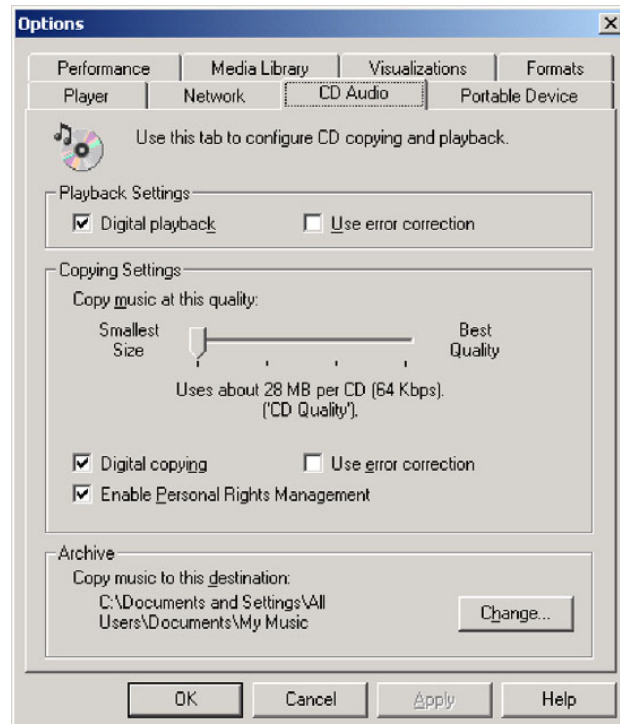 Options
Performance Media Library Visualizations Formats
Player Network CD Audio Portable Device
Use this tab to configure CD copying and playback.
Playback Settings
Digital playback Use error correction
Copying Settings
Copy music at this quality:
Smallest Size
Best Quality
Uses about 28 MB per CD (64 Kbps).
('CD Quality').
Digital copying Use error correction
Enable Personal Rights Management
Archive
Copy music to this destination:
C:\Documents and Settings\All
Users\Documents\My Music
Change...
OK Cancel Apply Help